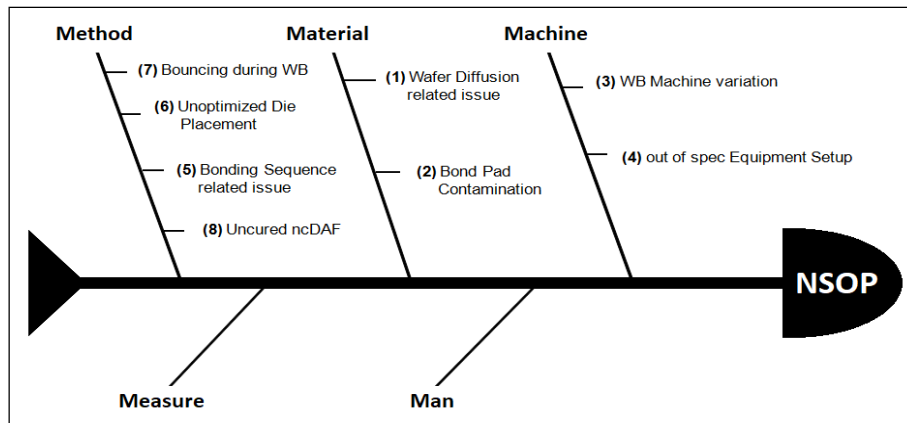 Method
Material
Machine
(7) Bouncing during WB
(6) Unoptimized Die
Placement
(5) Bonding Sequence
related issue
(8) Uncured ncDAF
(1) Wafer Diffusion
related issue
(2) Bond Pad
Contamination
(3) WB Machine variation
(4) out of spec Equipment Setup
NSOP
Measure
Man